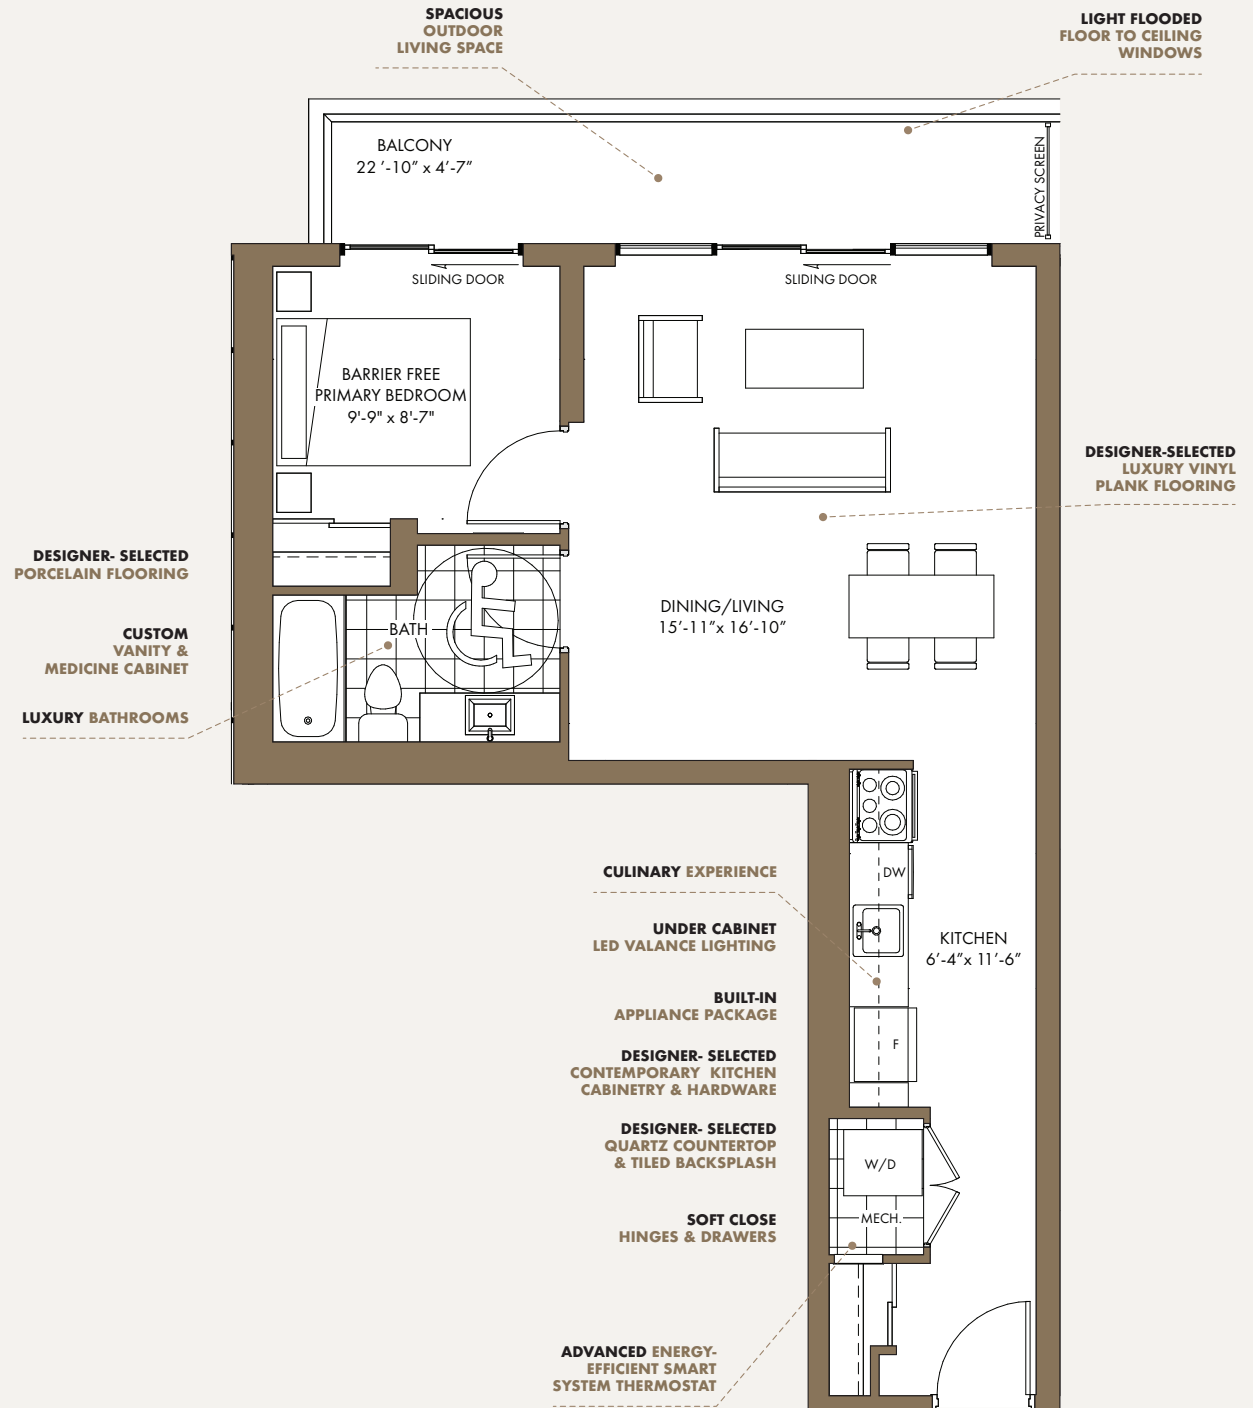 SPACIOUS
OUTDOOR
LIVING SPACE
LIGHT FLOODED
FLOOR TO CEILING
WINDOWS
BALCONY
22 '-10” x 4’-7”
PRIVACY SCREEN
SLIDING DOOR
SLIDING DOOR
BARRIER FREE
PRIMARY BEDROOM
9'-9" x 8'-7"
DESIGNER-SELECTED
LUXURY VINYL
PLANK FLOORING
DESIGNER- SELECTED
PORCELAIN FLOORING
CUSTOM
VANITY &
MEDICINE CABINET
LUXURY BATHROOMS
BATH
DINING/LIVING
15’-11”x 16’-10”
CULINARY EXPERIENCE
UNDER CABINET
LED VALANCE LIGHTING
BUILT-IN
APPLIANCE PACKAGE
DESIGNER- SELECTED
CONTEMPORARY KITCHEN
CABINETRY & HARDWARE
DESIGNER- SELECTED
QUARTZ COUNTERTOP
& TILED BACKSPLASH
SOFT CLOSE
HINGES & DRAWERS
ADVANCED ENERGY-
EFFICIENT SMART
SYSTEM THERMOSTAT
DW
KITCHEN
6’-4”x 11’-6”
F
W/D
MECH.